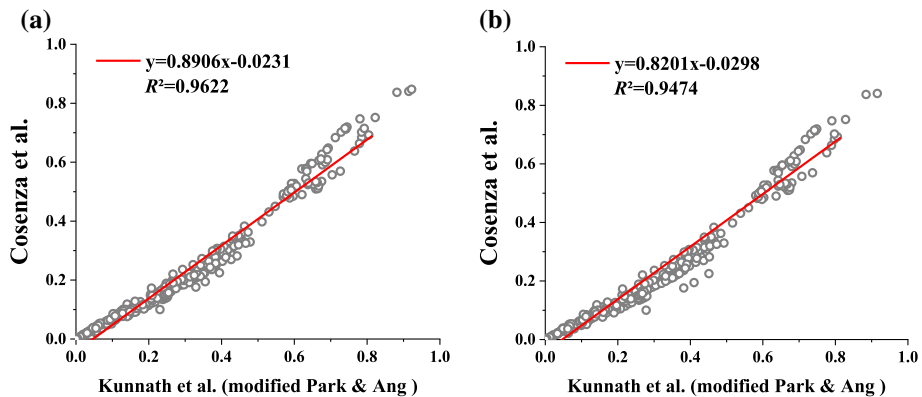 (a)
y=0.8906x-0.0231
R²=0.9622
Cosenza et al.
1.0
0.8
0.6
0.4
0.2
0.0
0.0 0.2 0.4 0.6 0.8 1.0
Kunnath et al. (modified Park & Ang )
(b)
y=0.8201x-0.0298
R²=0.9474
Cosenza et al.
1.0
0.8
0.6
0.4
0.2
0.0
0.0 0.2 0.4 0.6 0.8 1.0
Kunnath et al. (modified Park & Ang )